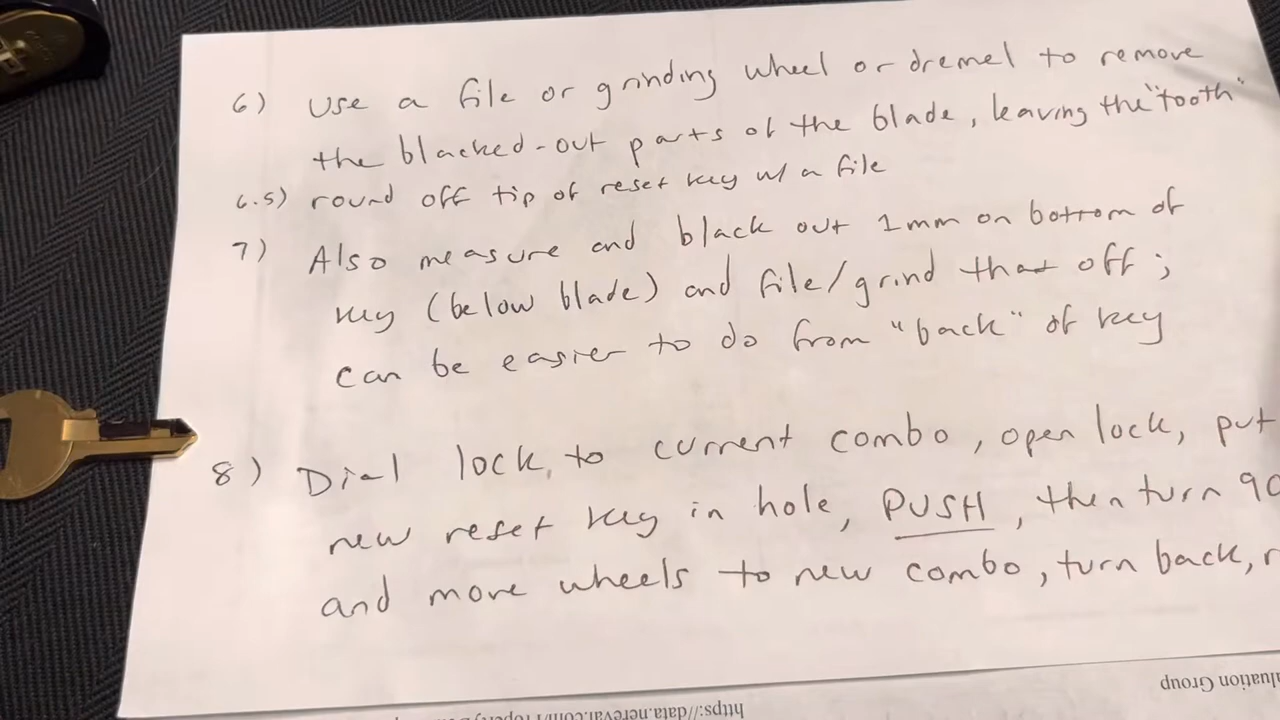 6) Use a file or grinding wheel or dremel to remove
the blacked-out parts of the blade, leaving the "tooth"
6.5) round off tip of reset key w/ a file
7) Also measure and black out 1mm on bottom of
key (below blade) and file/grind that off;
can be easier to do from "back" of key
8) Dial lock to current combo, open lock, put
new reset key in hole, PUSH, then turn 90
and move wheels to new combo, turn back, r
aluation Group